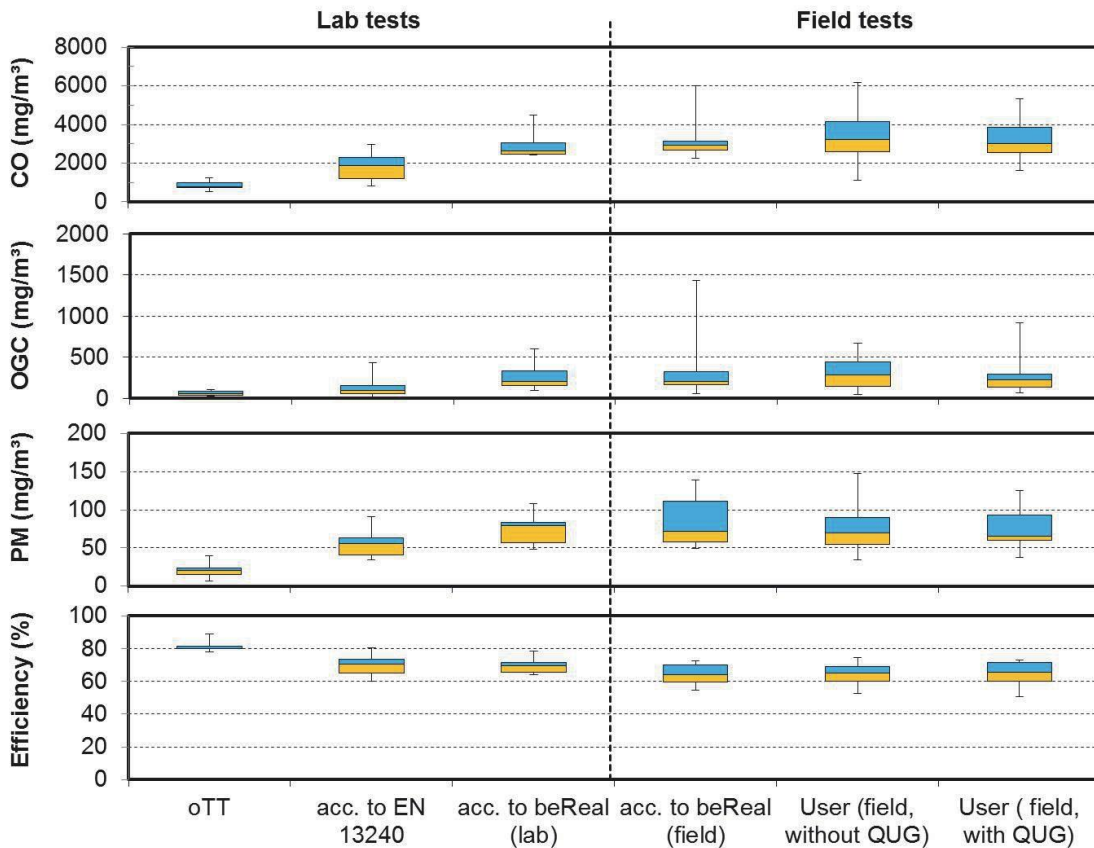 Lab tests
Field tests
CO (mg/m³)
8000
6000
4000
2000
0
OGC (mg/m³)
2000
1500
1000
500
0
PM (mg/m³)
200
150
100
50
0
Efficiency (%)
100
80
60
40
20
0
oTT
acc. to EN
13240
acc. to beReal
(lab)
acc. to beReal
(field)
User (field,
without QUG)
User ( field,
with QUG)